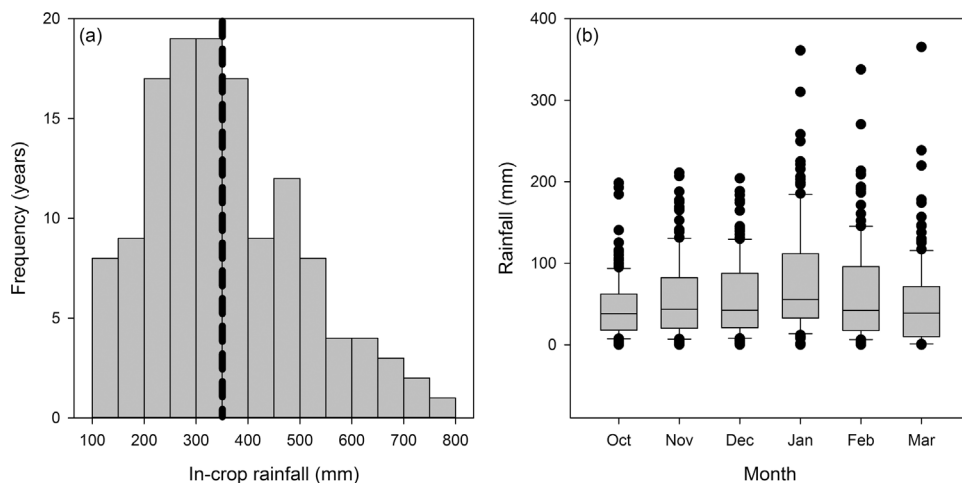 (a)
20
15
10
5
0
Frequency (years)
100 200 300 400 500 600 700 800
In-crop rainfall (mm)
(b)
400
300
200
100
0
Rainfall (mm)
Oct Nov Dec Jan Feb Mar
Month